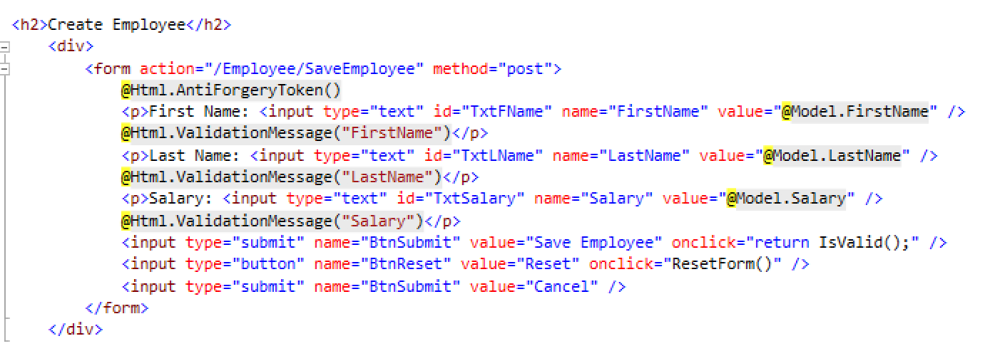 <h2>Create Employee</h2>
<div>
<form action="/Employee/SaveEmployee" method="post">
@Html.AntiForgeryToken()
<p>First Name: <input type="text" id="TxtFName" name="FirstName" value="@Model.FirstName" />
@Html.ValidationMessage("FirstName")</p>
<p>Last Name: <input type="text" id="TxtLName" name="LastName" value="@Model.LastName" />
@Html.ValidationMessage("LastName")</p>
<p>Salary: <input type="text" id="TxtSalary" name="Salary" value="@Model.Salary" />
@Html.ValidationMessage("Salary")</p>
<input type="submit" name="BtnSubmit" value="Save Employee" onclick="return IsValid();" />
<input type="button" name="BtnReset" value="Reset" onclick="ResetForm()" />
<input type="submit" name="BtnSubmit" value="Cancel" />
</form>
</div>